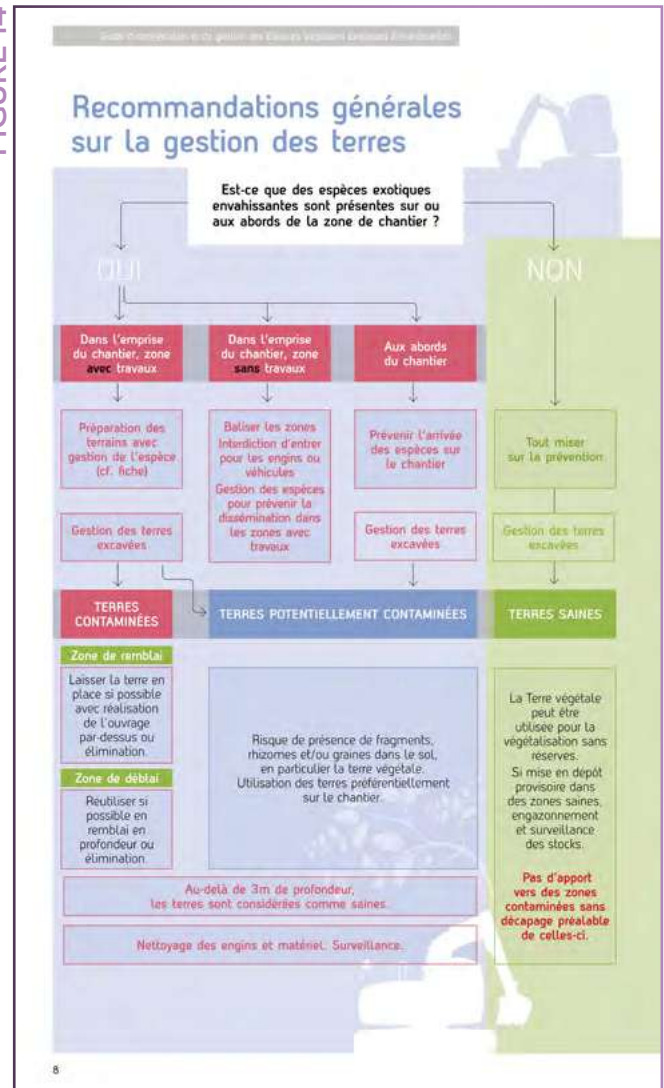 FIGURE 14
Recommandations générales
sur la gestion des terres
Est-ce que des espèces exotiques
envahissantes sont présentes sur ou
aux abords de la zone de chantier ?
OUI
NON
Dans l'emprise
du chantier, zone
avec travaux
Dans l'emprise
du chantier, zone
sans travaux
Aux abords
du chantier
Préparation des
terrains avec
gestion de l'espèce.
(cf. fiche)
Baliser les zones
Interdiction d'entrer
pour les engins ou
véhicules
Gestion des espèces
pour prévenir la
dissémination dans
les zones avec
travaux
Prévenir l'arrivée
des espèces sur
le chantier
Tout miser
sur la prévention
Gestion des terres
excavées
Gestion des terres
excavées
Gestion des terres
excavées
TERRES
CONTAMINÉES
TERRES POTENTIELLEMENT CONTAMINÉES
TERRES SAINES
Zone de remblai
Laisser la terre en
place si possible
avec réalisation
de l'ouvrage
par-dessus ou
élimination.
Zone de déblai
Réutiliser si
possible en
remblai en
profondeur ou
élimination.
Risque de présence de fragments,
rhizomes et/ou graines dans le sol,
en particulier la terre végétale.
Utilisation des terres préférentiellement
sur le chantier.
La Terre végétale
peut être
utilisée pour la
végétalisation sans
réserves.
Si mise en dépôt
provisoire dans
des zones saines,
engazonnement
et surveillance
des stocks.
Pas d'apport
vers des zones
contaminées sans
décapage préalable
de celles-ci.
Au-delà de 3m de profondeur,
les terres sont considérées comme saines.
Nettoyage des engins et matériel. Surveillance.
8